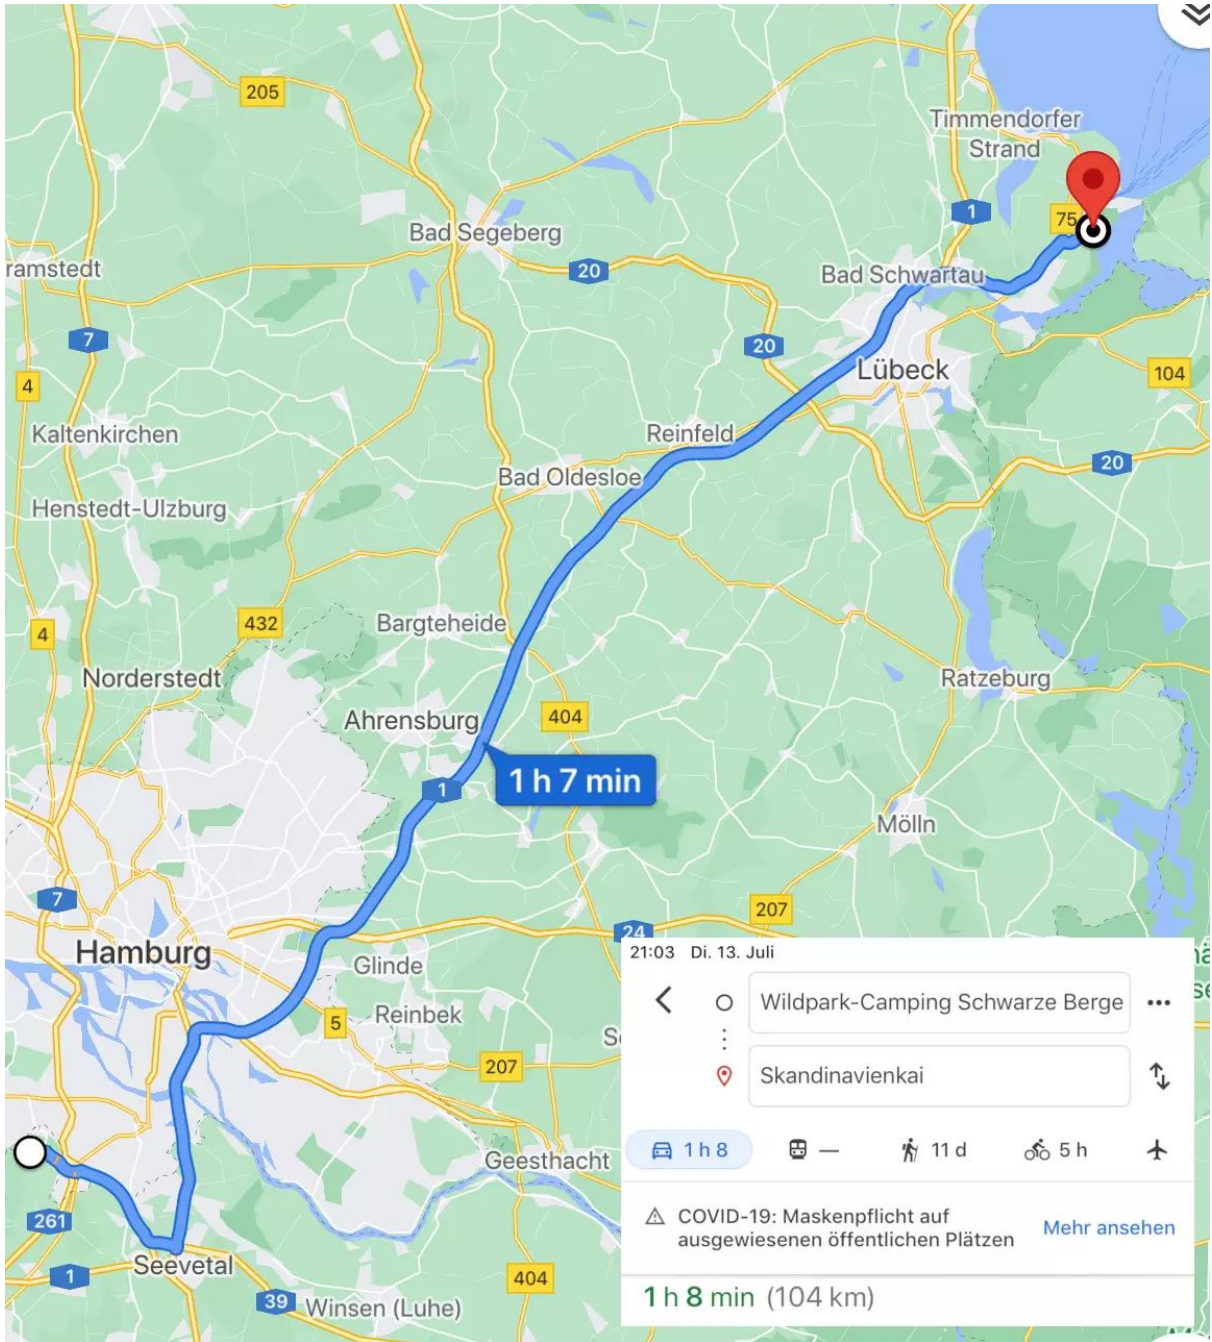 205
Timmendorfer
Strand
1
75
Bad Segeberg
ramstedt
20
Bad Schwartau
7
20
Lübeck
104
4
Kaltenkirchen
Reinfeld
20
Bad Oldesloe
Henstedt-Ulzburg
432
Bargteheide
4
Norderstedt
Ratzeburg
Ahrensburg
404
1 h 7 min
1
Mölln
7
207
24
Hamburg
Glinde
5
Reinbek
207
Geesthacht
261
Seevetal
1
404
39
Winsen (Luhe)
21:03 Di. 13. Juli
Wildpark-Camping Schwarze Berge
Skandinavienkai
1 h 8
—
11 d
5 h
COVID-19: Maskenpflicht auf
ausgewiesenen öffentlichen Plätzen
Mehr ansehen
1 h 8 min (104 km)